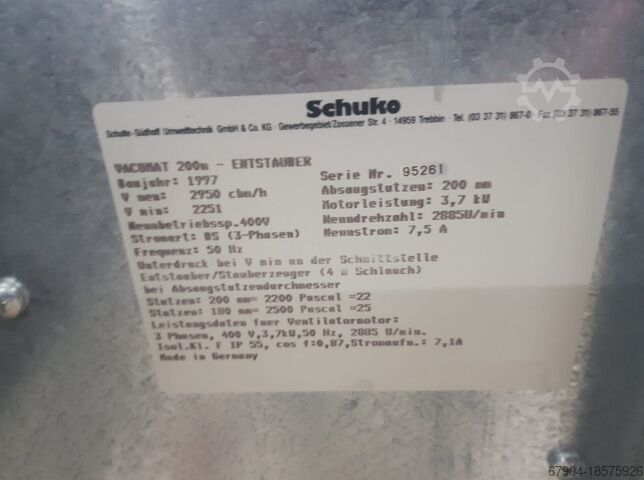 Schuko
Schulte-Südhoff Umwelttechnik GmbH & Co. KG - Gewerbegebiet/Zossener Str. 4 - 14959 Trebbin - Tel. (03 37 31) 867-0 - Fax (03 37 31) 867-55
VACOMAT 200m - ENTSTAUBER
Serie Nr. 95261
Baujahr: 1997
Absaugstutzen: 200 mm
V nen: 2950 cbm/h
Motorleistung: 3,7 kW
V min: 2251
Nenndrehzahl: 2885U/min
Nennbetriebssp.400V
Nennstrom: 7,5 A
Stromart: DS (3-Phasen)
Frequenz: 50 Hz
Unterdruck bei V min an der Schnittstelle
Entstauber/Stauberzeuger (4 m Schlauch)
bei Absaugstutzendurchmesser
Stutzen: 200 mm= 2200 Pascal =22
Stutzen: 180 mm= 2500 Pascal =25
Leistungsdaten fuer Ventilatormotor:
3 Phasen, 400 V,3,7kW,50 Hz, 2885 U/min.
Isol.Kl. F IP 55, cos f=0,87,Stromaufn.: 7,1A
Made in Germany
67904-18575926